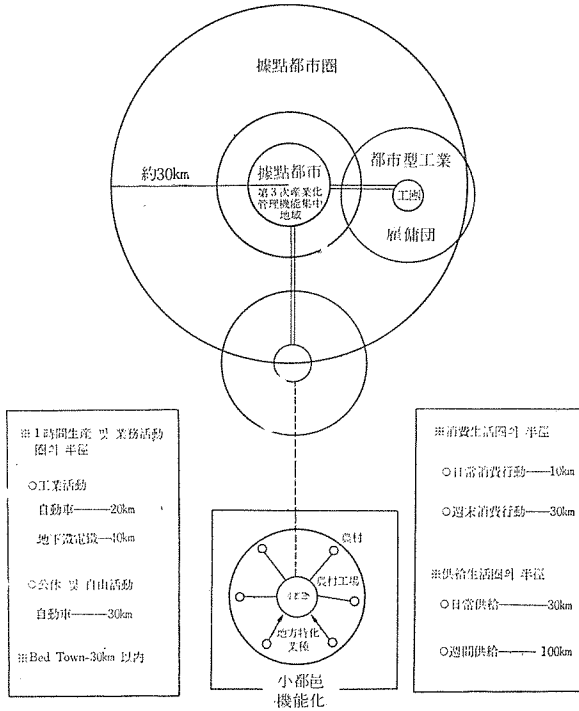 據點都市圈
約30km
據點都市
第3次産業化
管理機能集中
地域
都市型工業
工團
雇傭団
※1時間生産 및 業務活動
圈의 半徑
○工業活動
自動車——20km
地下鐵電鐵—40km
○公休 및 自由活動
自動車——30km
※Bed Town-30km 以內
農村
農村工場
地方特化
業種
小都邑
機能化
※消費生活圈의 半徑
○日常消費行動——10km
○週末消費行動——30km
※供給生活圈의 半徑
○日常供給——30km
○週間供給—— 100km